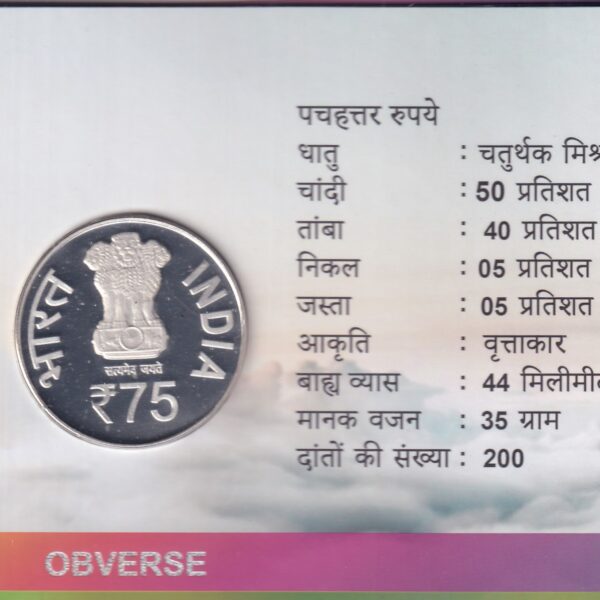 पचहत्तर रुपये
धातु : चतुर्थक
चांदी : 50 प्रतिशत
तांबा : 40 प्रतिशत
निकल : 05 प्रतिशत
जस्ता : 05 प्रतिशत
आकृति : वृत्ताकार
बाह्य व्यास : 44
मानक वजन : 35 ग्राम
दांतों की संख्या : 200
भारत
INDIA
सत्यमेव जयते
₹75
OBVERSE